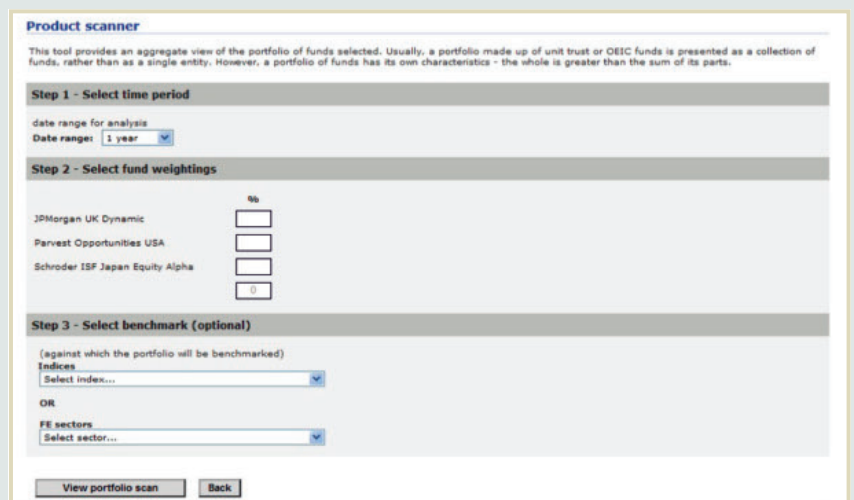 Product scanner
This tool provides an aggregate view of the portfolio of funds selected. Usually, a portfolio made up of unit trust or OEIC funds is presented as a collection of
funds, rather than as a single entity. However, a portfolio of funds has its own characteristics - the whole is greater than the sum of its parts.
Step 1 - Select time period
date range for analysis
Date range: 1 year
Step 2 - Select fund weightings
%
JPMorgan UK Dynamic
Parvest Opportunities USA
Schroder ISF Japan Equity Alpha
0
Step 3 - Select benchmark (optional)
(against which the portfolio will be benchmarked)
Indices
Select index...
OR
FE sectors
Select sector...
View portfolio scan Back